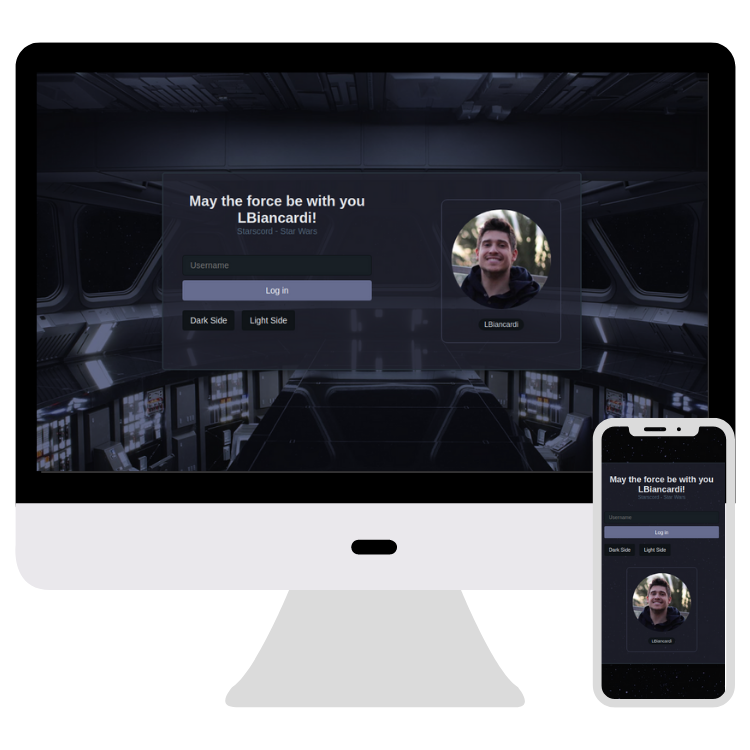 May the force be with you
LBiancardi!
Starscord - Star Wars
Username
Log in
Dark Side
Light Side
LBiancardi
May the force be with you
LBiancardi!
Starscord - Star Wars
Username
Log in
Dark Side
Light Side
LBiancardi